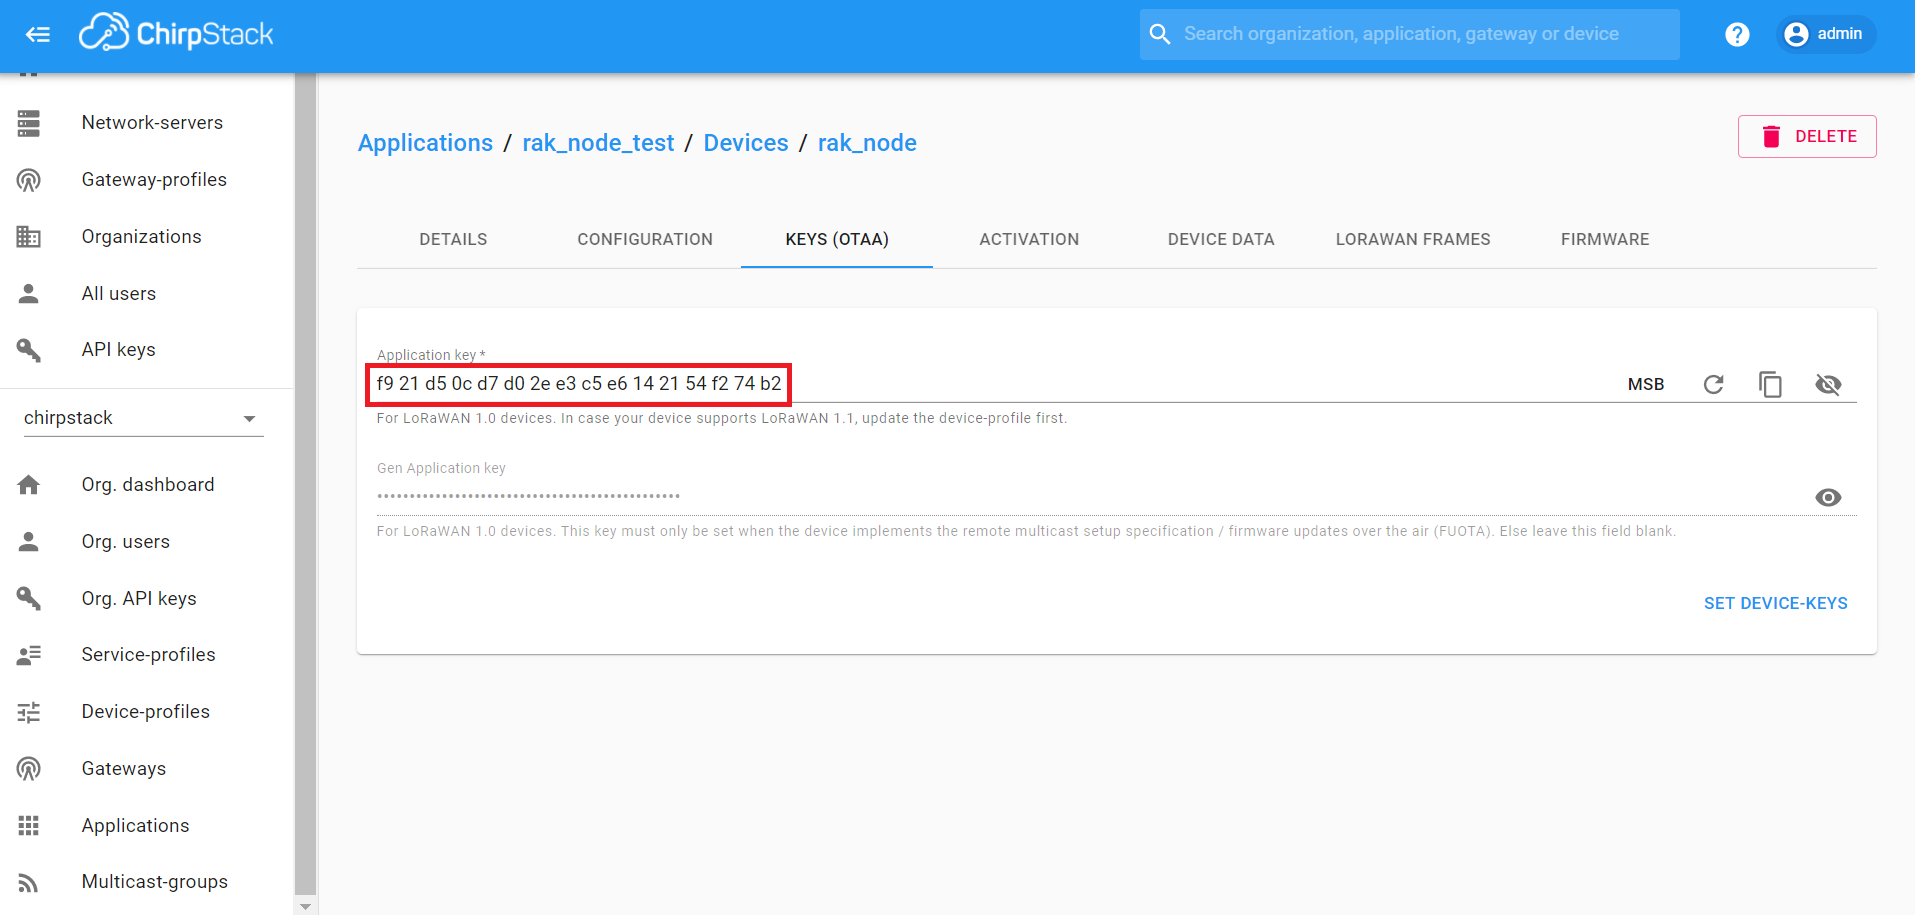 ChirpStack
Search organization, application, gateway or device
?
admin
Network-servers
Gateway-profiles
Organizations
All users
API keys
chirpstack
Org. dashboard
Org. users
Org. API keys
Service-profiles
Device-profiles
Gateways
Applications
Multicast-groups
Applications / rak_node_test / Devices / rak_node
DELETE
DETAILS CONFIGURATION KEYS (OTAA) ACTIVATION DEVICE DATA LORAWAN FRAMES FIRMWARE
Application key *
f9 21 d5 0c d7 d0 2e e3 c5 e6 14 21 54 f2 74 b2
MSB
For LoRaWAN 1.0 devices. In case your device supports LoRaWAN 1.1, update the device-profile first.
Gen Application key
For LoRaWAN 1.0 devices. This key must only be set when the device implements the remote multicast setup specification / firmware updates over the air (FUOTA). Else leave this field blank.
SET DEVICE-KEYS